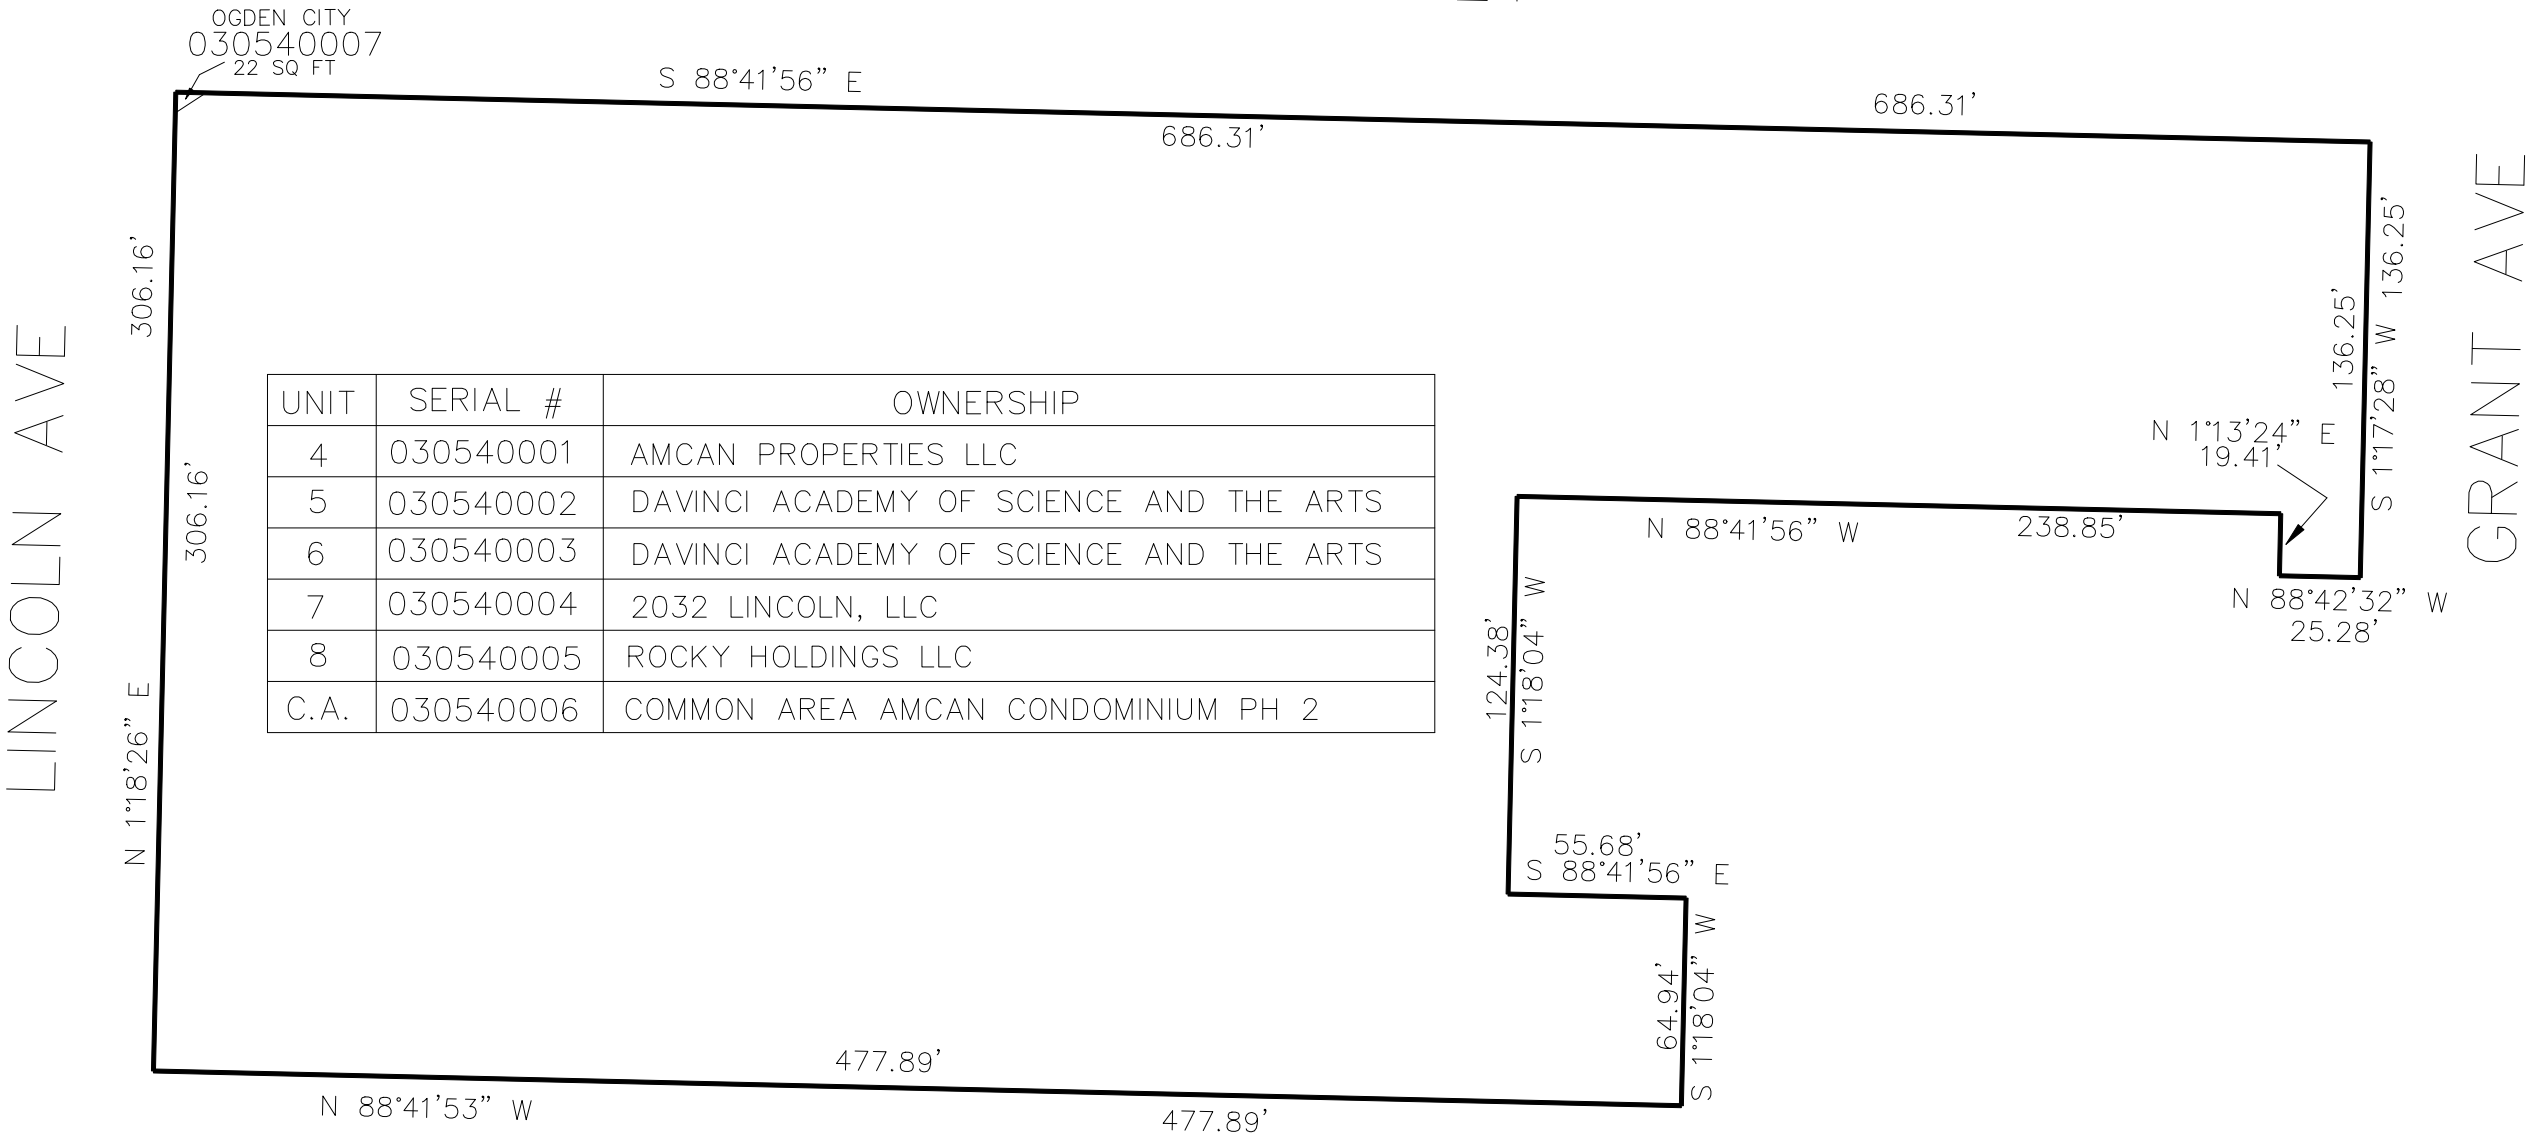 OGDEN CITY
030540007
22 SQ FT
S 88°41'56" E
686.31'
686.31'
306.16'
306.16'
N 1°18'26" E
LINCOLN AVE
UNIT SERIAL # OWNERSHIP
4 030540001 AMCAN PROPERTIES LLC
5 030540002 DAVINCI ACADEMY OF SCIENCE AND THE ARTS
6 030540003 DAVINCI ACADEMY OF SCIENCE AND THE ARTS
7 030540004 2032 LINCOLN, LLC
8 030540005 ROCKY HOLDINGS LLC
C.A. 030540006 COMMON AREA AMCAN CONDOMINIUM PH 2
S 1°17'28" W 136.25'
136.25'
GRANT AVE
N 1°13'24" E
19.41'
N 88°41'56" W 238.85'
N 88°42'32" W
25.28'
124.38'
S 1°18'04" W
55.68'
S 88°41'56" E
64.94'
S 1°18'04" W
477.89'
N 88°41'53" W
477.89'